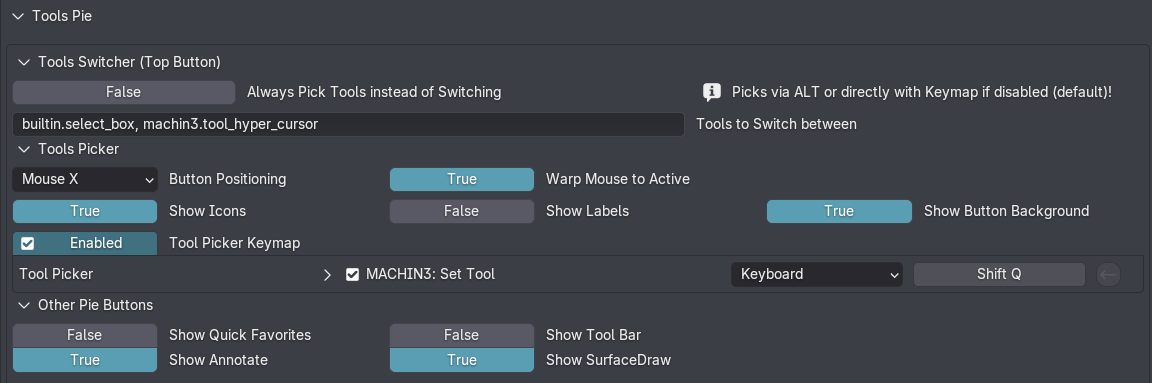 Tools Pie
Tools Switcher (Top Button)
False Always Pick Tools instead of Switching Picks via ALT or directly with Keymap if disabled (default)!
builtin.select_box, machin3.tool_hyper_cursor Tools to Switch between
Tools Picker
Mouse X Button Positioning True Warp Mouse to Active
True Show Icons False Show Labels True Show Button Background
Enabled Tool Picker Keymap
Tool Picker MACHIN3: Set Tool Keyboard Shift Q
Other Pie Buttons
False Show Quick Favorites False Show Tool Bar
True Show Annotate True Show SurfaceDraw